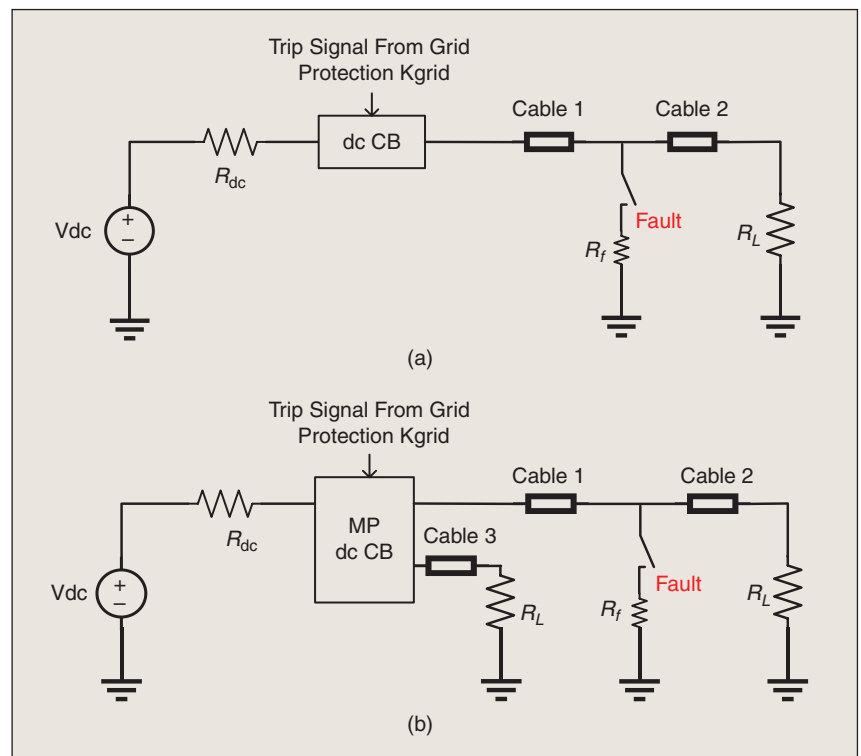 Trip Signal From Grid
Protection Kgrid
dc CB
Cable 1
Cable 2
Rdc
Vdc
+
–
Fault
Rf
RL
(a)
Trip Signal From Grid
Protection Kgrid
MP
dc CB
Cable 1
Cable 2
Cable 3
Rdc
Vdc
+
–
RL
Fault
Rf
RL
(b)